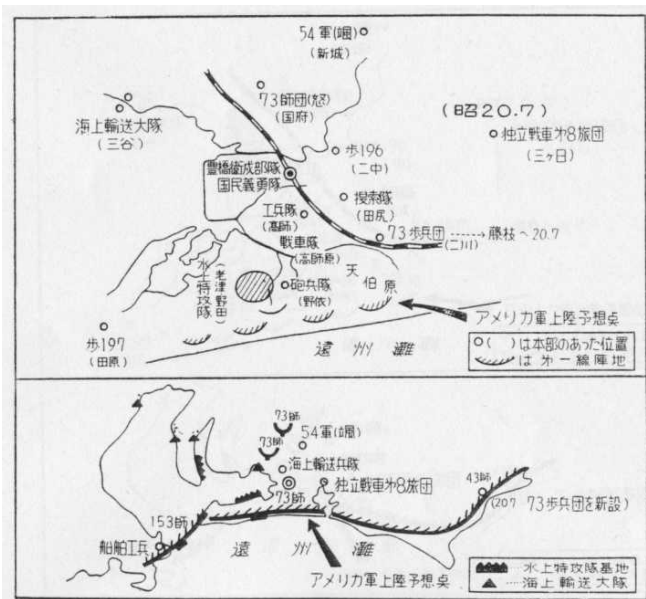 54軍(颯)
(新城)
73師団(怒)
(国府)
海上輸送大隊
(三谷)
(昭20.7)
独立戦車才8旅団
(三ヶ日)
歩196
(二中)
豊橋衛戍部隊
国民義勇隊
捜索隊
(田尻)
工兵隊
(高師)
73歩兵団 ----→ 藤枝へ20.7
(二川)
戦車隊
(高師原)
天伯原
水上特攻隊
(老津野田)
砲兵隊
(野依)
アメリカ軍上陸予想点
歩197
(田原)
遠州灘
○( )は本部のあった位置
は才一線陣地
73師
73師
54軍(颯)
海上輸送兵隊
73師
独立戦車才8旅団
43師
(20.7 73歩兵団を新設)
153師
船舶工兵
遠州灘
アメリカ軍上陸予想点
水上特攻隊基地
海上輸送大隊